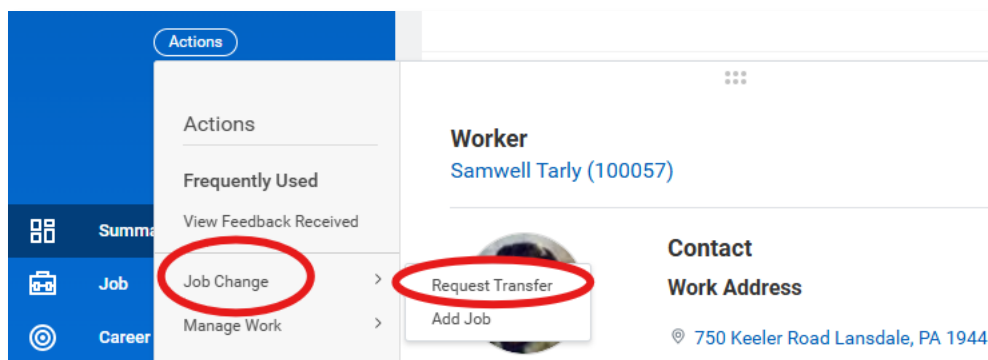 Actions
Actions
Frequently Used
View Feedback Received
Job Change
Manage Work
Request Transfer
Add Job
Summa
Job
Career
Worker
Samwell Tarly (100057)
Contact
Work Address
750 Keeler Road Lansdale, PA 1944